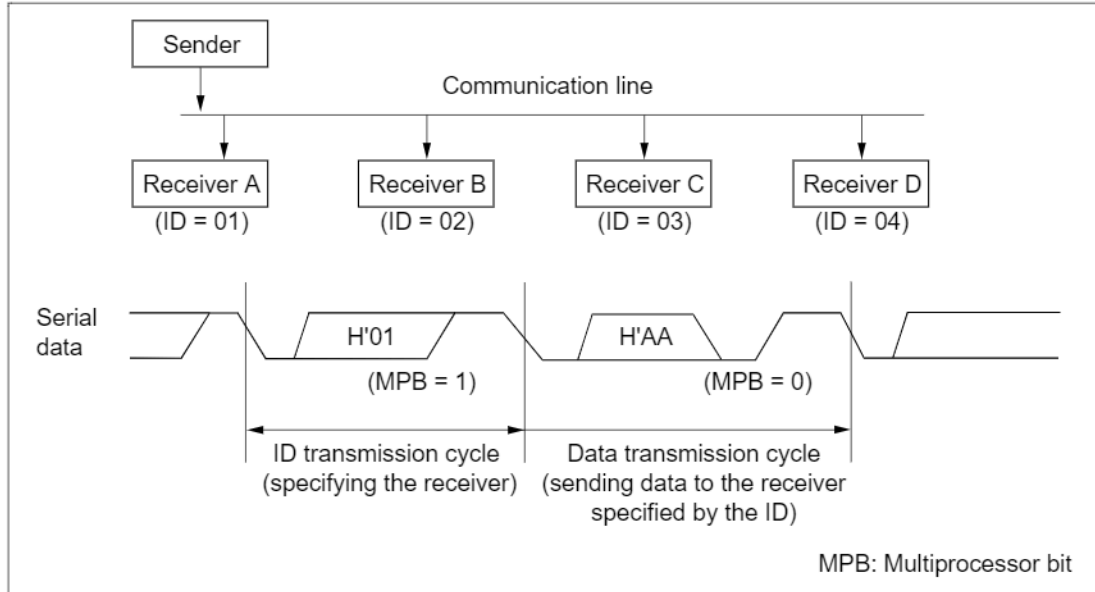 Sender
Communication line
Receiver A
Receiver B
Receiver C
Receiver D
(ID = 01)
(ID = 02)
(ID = 03)
(ID = 04)
Serial
data
H'01
H'AA
(MPB = 1)
(MPB = 0)
ID transmission cycle
(specifying the receiver)
Data transmission cycle
(sending data to the receiver
specified by the ID)
MPB: Multiprocessor bit